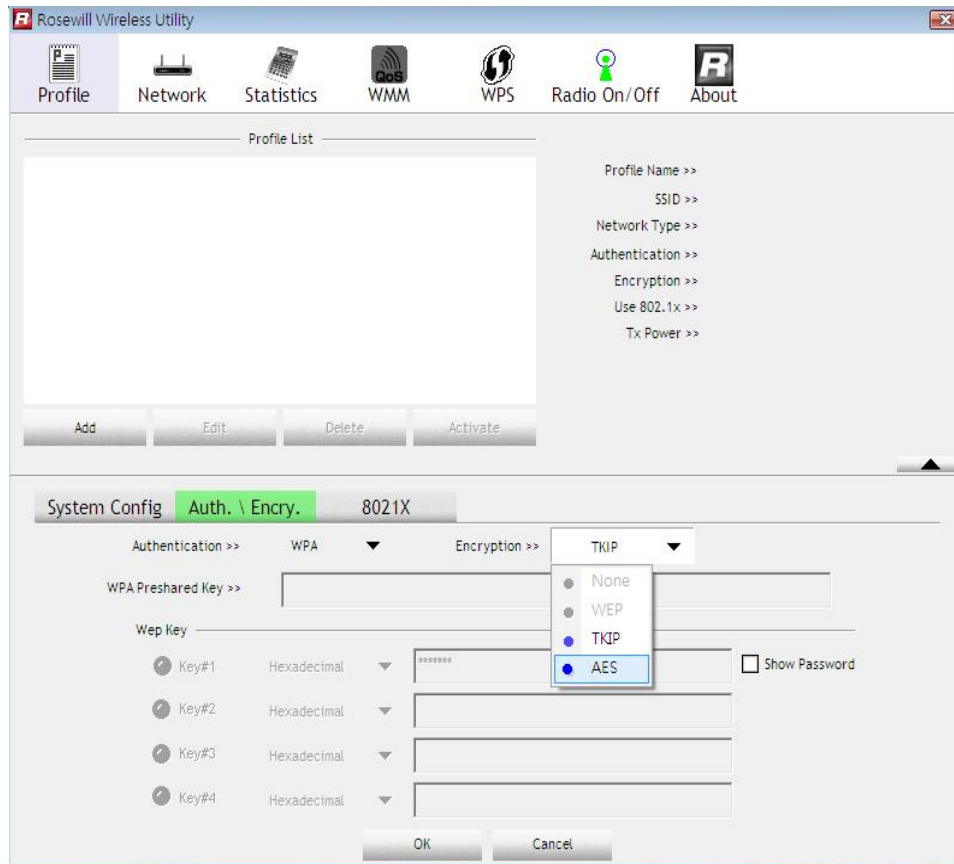 Rosewill Wireless Utility
Profile Network Statistics WMM WPS Radio On/Off About
QoS
Profile List
Profile Name >>
SSID >>
Network Type >>
Authentication >>
Encryption >>
Use 802.1x >>
Tx Power >>
Add Edit Delete Activate
System Config Auth. \ Encry. 8021X
Authentication >> WPA Encryption >> TKIP
None
WEP
TKIP
AES
WPA Preshared Key >>
Wep Key
Key#1 Hexadecimal ******* Show Password
Key#2 Hexadecimal
Key#3 Hexadecimal
Key#4 Hexadecimal
OK Cancel